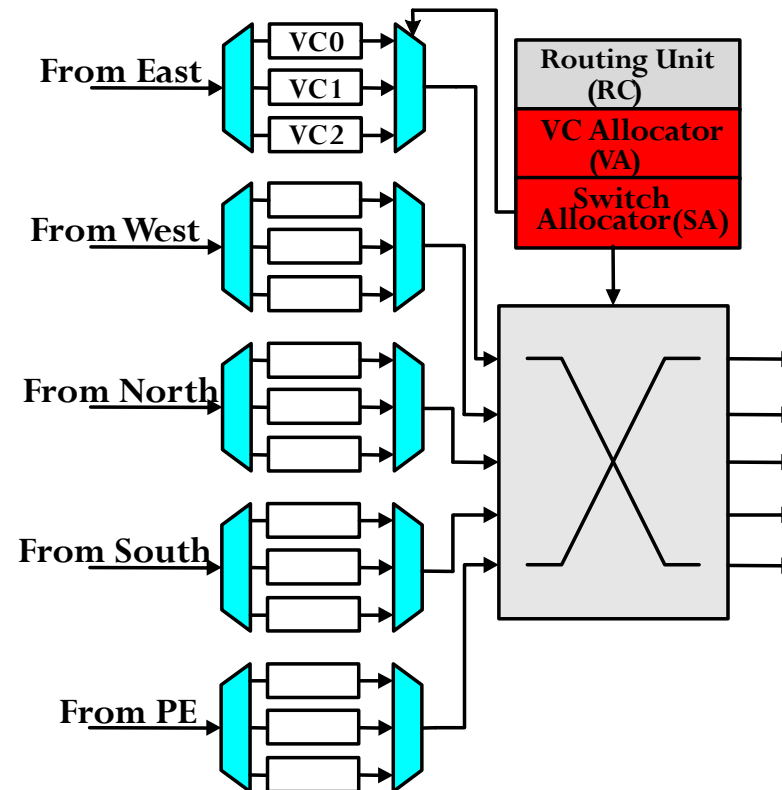 From East
VC0
VC1
VC2
Routing Unit
(RC)
VC Allocator
(VA)
Switch
Allocator(SA)
From West
From North
From South
From PE